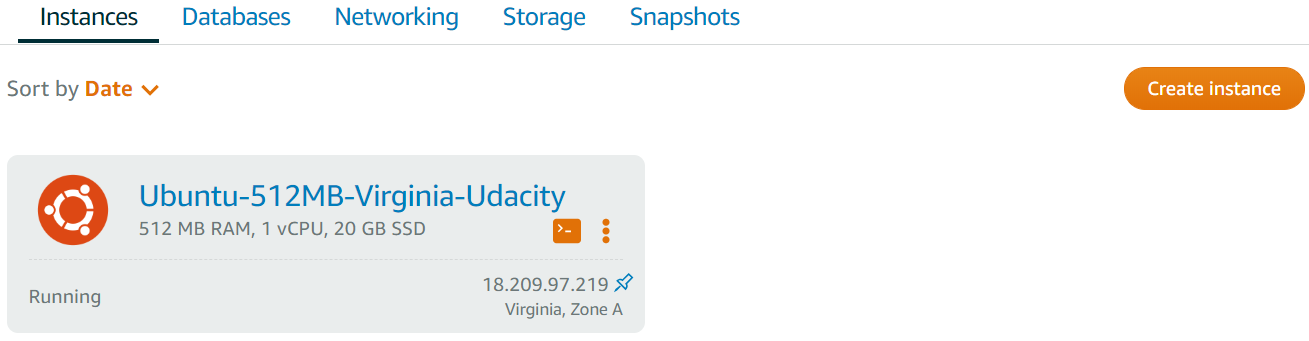 Instances Databases Networking Storage Snapshots
Sort by Date
Create instance
Ubuntu-512MB-Virginia-Udacity
512 MB RAM, 1 vCPU, 20 GB SSD
Running
18.209.97.219
Virginia, Zone A